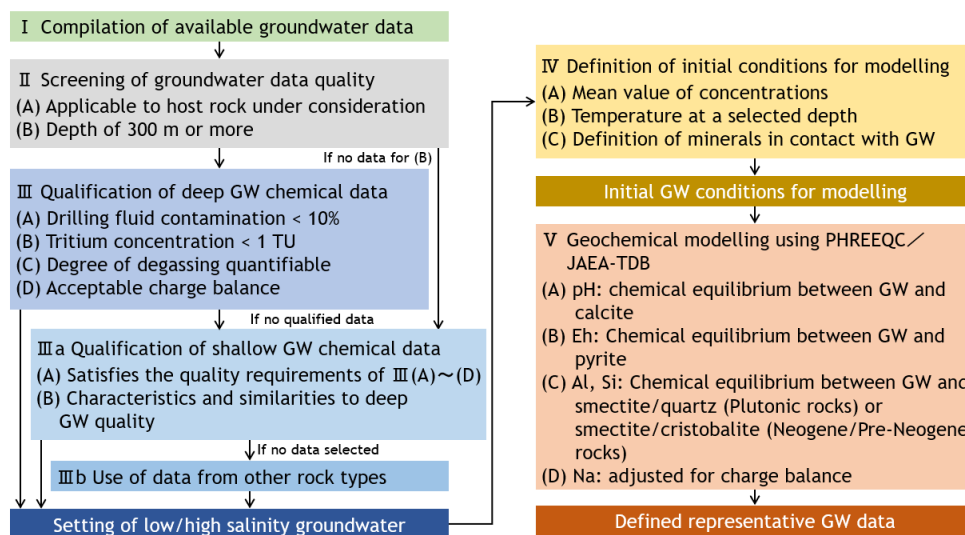 Ⅰ Compilation of available groundwater data
Ⅱ Screening of groundwater data quality
(A) Applicable to host rock under consideration
(B) Depth of 300 m or more
If no data for (B)
Ⅲ Qualification of deep GW chemical data
(A) Drilling fluid contamination < 10%
(B) Tritium concentration < 1 TU
(C) Degree of degassing quantifiable
(D) Acceptable charge balance
If no qualified data
Ⅲa Qualification of shallow GW chemical data
(A) Satisfies the quality requirements of Ⅲ(A)～(D)
(B) Characteristics and similarities to deep
GW quality
If no data selected
Ⅲb Use of data from other rock types
Setting of low/high salinity groundwater
Ⅳ Definition of initial conditions for modelling
(A) Mean value of concentrations
(B) Temperature at a selected depth
(C) Definition of minerals in contact with GW
Initial GW conditions for modelling
Ⅴ Geochemical modelling using PHREEQC／
JAEA-TDB
(A) pH: chemical equilibrium between GW and
calcite
(B) Eh: Chemical equilibrium between GW and
pyrite
(C) Al, Si: Chemical equilibrium between GW and
smectite/quartz (Plutonic rocks) or
smectite/cristobalite (Neogene/Pre-Neogene
rocks)
(D) Na: adjusted for charge balance
Defined representative GW data